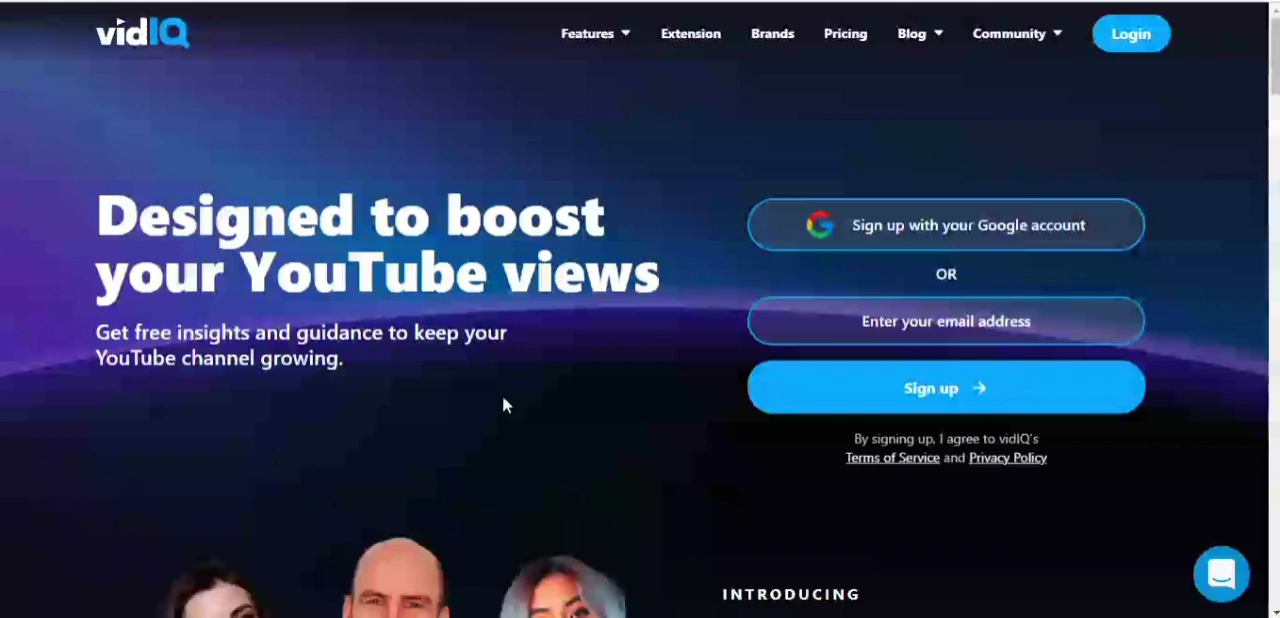 vidIQ
Features
Extension
Brands
Pricing
Blog
Community
Login
Designed to boost
your YouTube views
Get free insights and guidance to keep your
YouTube channel growing.
Sign up with your Google account
OR
Enter your email address
Sign up →
By signing up, I agree to vidIQ's
Terms of Service and Privacy Policy
INTRODUCING